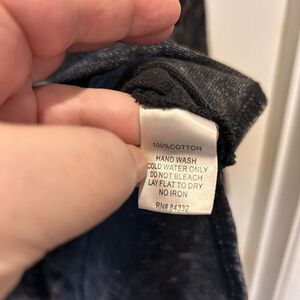 100%COTTON
HAND WASH
COLD WATER ONLY
DO NOT BLEACH
LAY FLAT TO DRY
NO IRON
RN# 84332